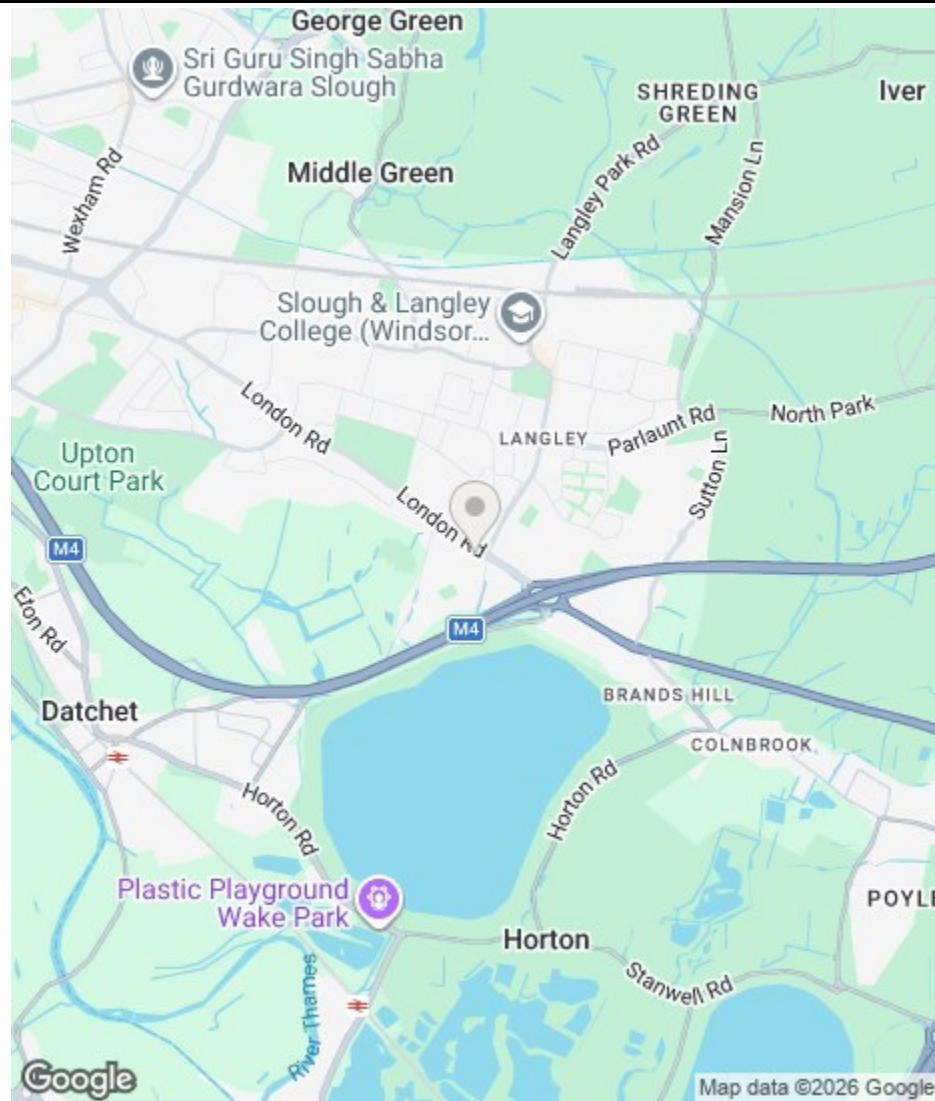 George Green
Sri Guru Singh Sabha
Gurdwara Slough
SHREDING
GREEN
Iver
Wexham Rd
Middle Green
Langley Park Rd
Mansion Ln
Slough & Langley
College (Windsor...
London Rd
LANGLEY
Parlaunt Rd
North Park
Upton
Court Park
London Rd
Sutton Ln
M4
Eton Rd
M4
BRANDS HILL
Datchet
COLNBROOK
Horton Rd
Horton Rd
Plastic Playground
Wake Park
POYLE
Horton
Stanwell Rd
River Thames
Google
Map data ©2026 Google